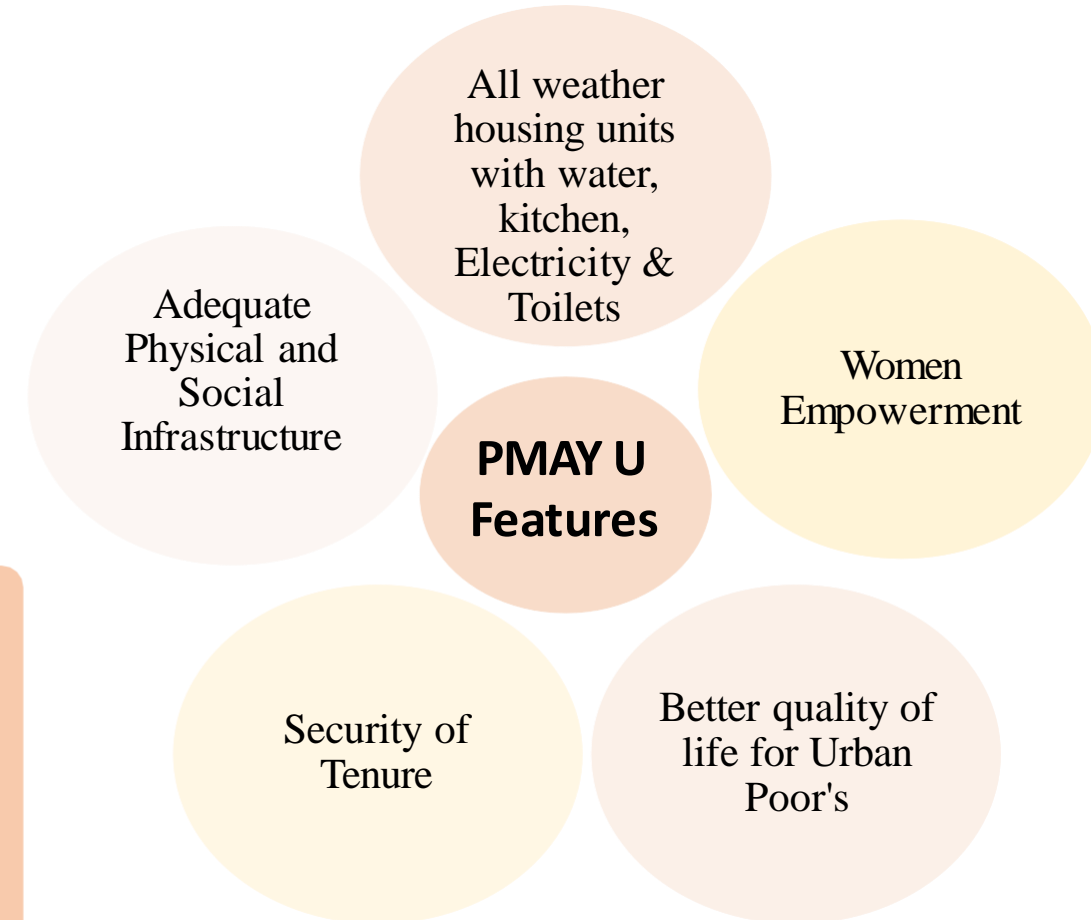 All weather
housing units
with water,
kitchen,
Electricity &
Toilets
Women
Empowerment
Better quality of
life for Urban
Poor's
Security of
Tenure
Adequate
Physical and
Social
Infrastructure
PMAY U
Features